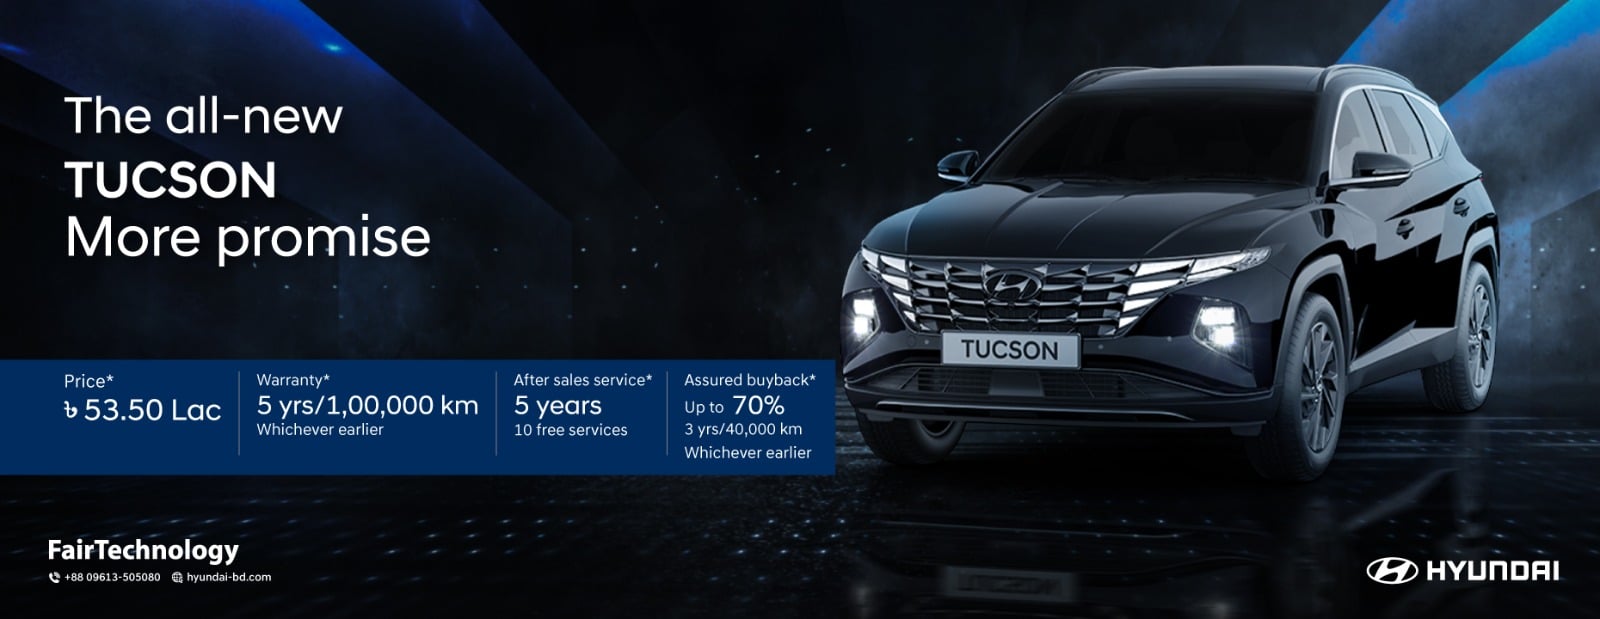 The all-new
TUCSON
More promise
Price*
৳ 53.50 Lac
Warranty*
5 yrs/1,00,000 km
Whichever earlier
After sales service*
5 years
10 free services
Assured buyback*
Up to 70%
3 yrs/40,000 km
Whichever earlier
TUCSON
FairTechnology
+88 09613-505080 hyundai-bd.com
HYUNDAI